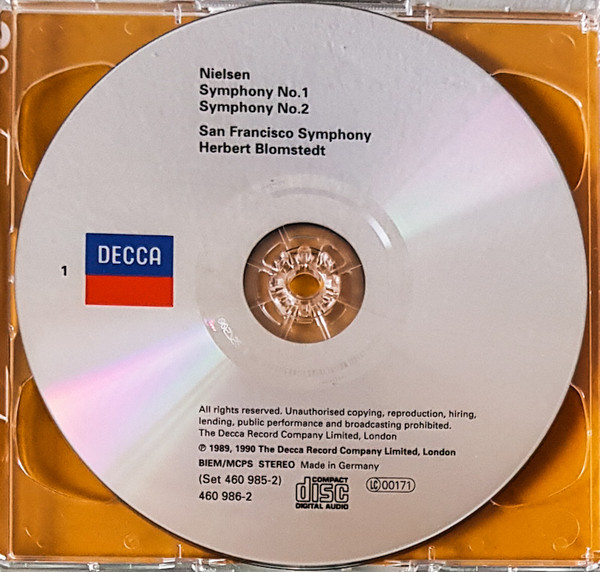 Nielsen
Symphony No.1
Symphony No.2
San Francisco Symphony
Herbert Blomstedt
1
DECCA
All rights reserved. Unauthorised copying, reproduction, hiring,
lending, public performance and broadcasting prohibited.
The Decca Record Company Limited, London
℗ 1989, 1990 The Decca Record Company Limited, London
BIEM/MCPS STEREO Made in Germany
(Set 460 985-2)
460 986-2
COMPACT
disc
DIGITAL AUDIO
LC 00171